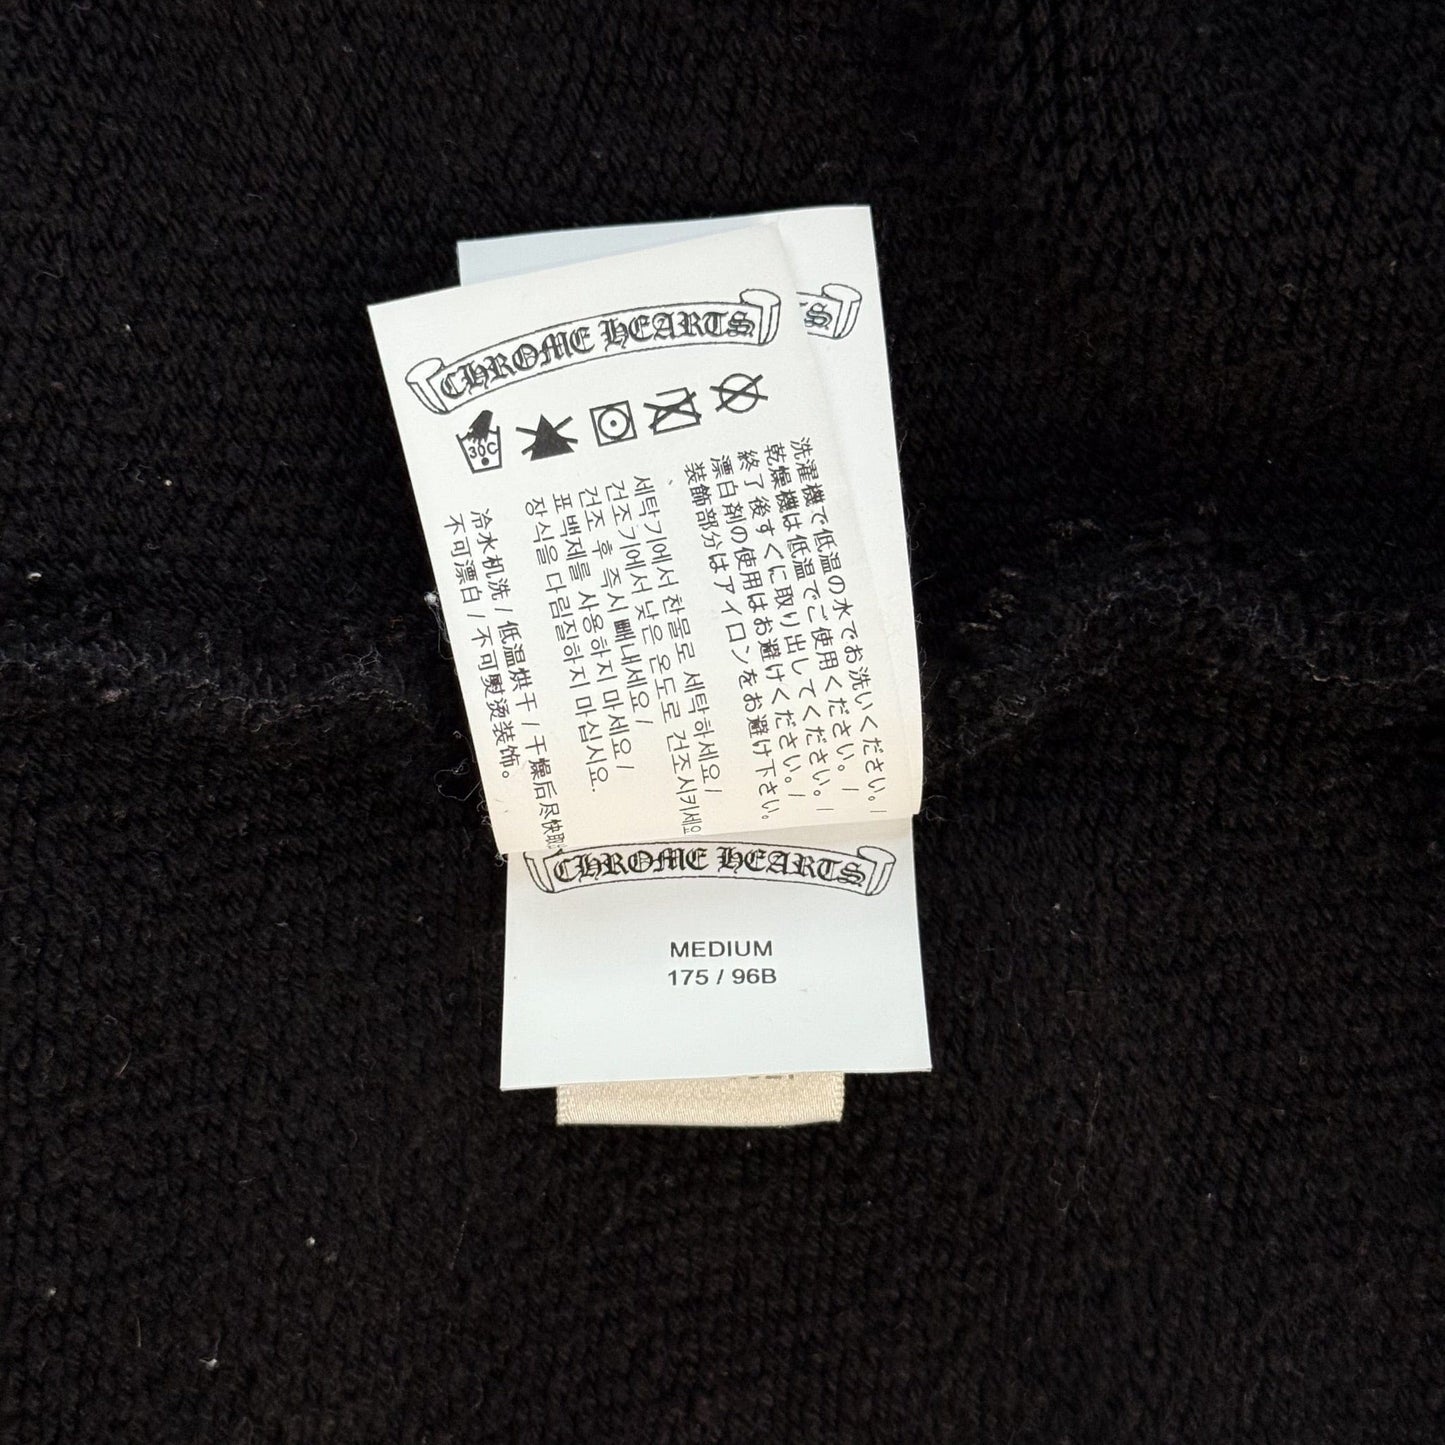 CHROME HEARTS
TS
30C
洗濯機で低温の水でお洗いください。/
乾燥機は低温でご使用ください。/
終了後すぐに取り出してください。/
漂白剤の使用はお避けください。/
装飾部分はアイロンをお避け下さい。
세탁기에서 찬물로 세탁하세요 /
건조기에서 낮은 온도로 건조시키세요
건조 후 즉시 빼내세요 /
표백제를 사용하지 마세요 /
장식을 다림질하지 마십시요.
冷水机洗 / 低温烘干 / 干燥后尽快取
不可漂白 / 不可熨烫装饰。
CHROME HEARTS
MEDIUM
175 / 96B